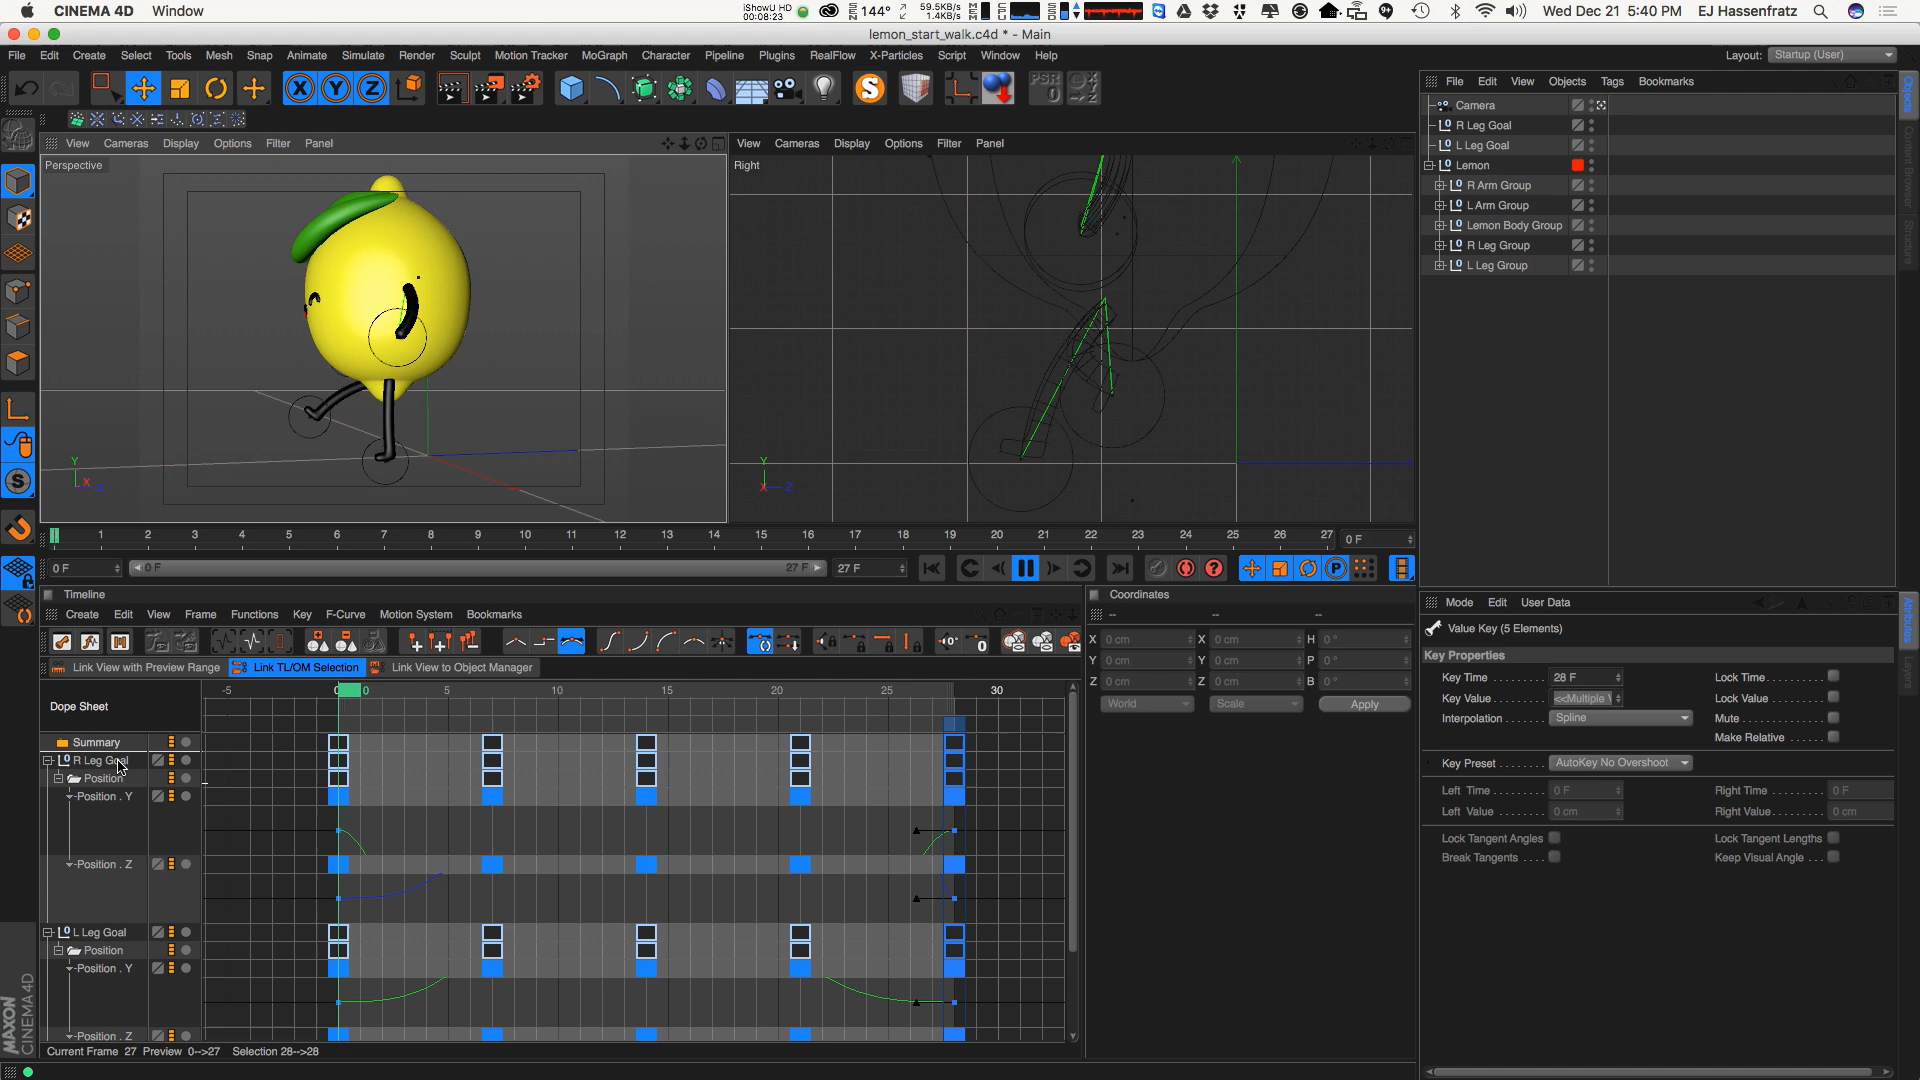 CINEMA 4D Window iShowU HD 00:08:23 144° 59.5KB/s 1.4KB/s Wed Dec 21 5:40 PM EJ Hassenfratz
lemon_start_walk.c4d * - Main
File Edit Create Select Tools Mesh Snap Animate Simulate Render Sculpt Motion Tracker MoGraph Character Pipeline Plugins RealFlow X-Particles Script Window Help Layout: Startup (User)
X Y Z S PSR 0
File Edit View Objects Tags Bookmarks
View Cameras Display Options Filter Panel
View Cameras Display Options Filter Panel
Perspective
Right
Camera
R Leg Goal
L Leg Goal
Lemon
R Arm Group
L Arm Group
Lemon Body Group
R Leg Group
L Leg Group
Objects
Content Browser
Structure
Y X Z
Y X Z
1 2 3 4 5 6 7 8 9 10 11 12 13 14 15 16 17 18 19 20 21 22 23 24 25 26 27 0 F
0 F 0 F 27 F 27 F
Timeline
Create Edit View Frame Functions Key F-Curve Motion System Bookmarks
Link View with Preview Range Link TL/OM Selection Link View to Object Manager
-5 0 0 5 10 15 20 25 30
Dope Sheet
Summary
R Leg Goal
Position
Position . Y
Position . Z
L Leg Goal
Position
Position . Y
Position . Z
Current Frame 27 Preview 0-->27 Selection 28-->28
MAXON
CINEMA 4D
Coordinates
-- -- --
X 0 cm X 0 cm H 0 °
Y 0 cm Y 0 cm P 0 °
Z 0 cm Z 0 cm B 0 °
World Scale Apply
Mode Edit User Data
Value Key (5 Elements)
Key Properties
Key Time 28 F Lock Time
Key Value <<Multiple Lock Value
Interpolation Spline Mute
Make Relative
Key Preset AutoKey No Overshoot
Left Time 0 F Right Time 0 F
Left Value 0 cm Right Value 0 cm
Lock Tangent Angles Lock Tangent Lengths
Break Tangents Keep Visual Angle
Attributes
Layers